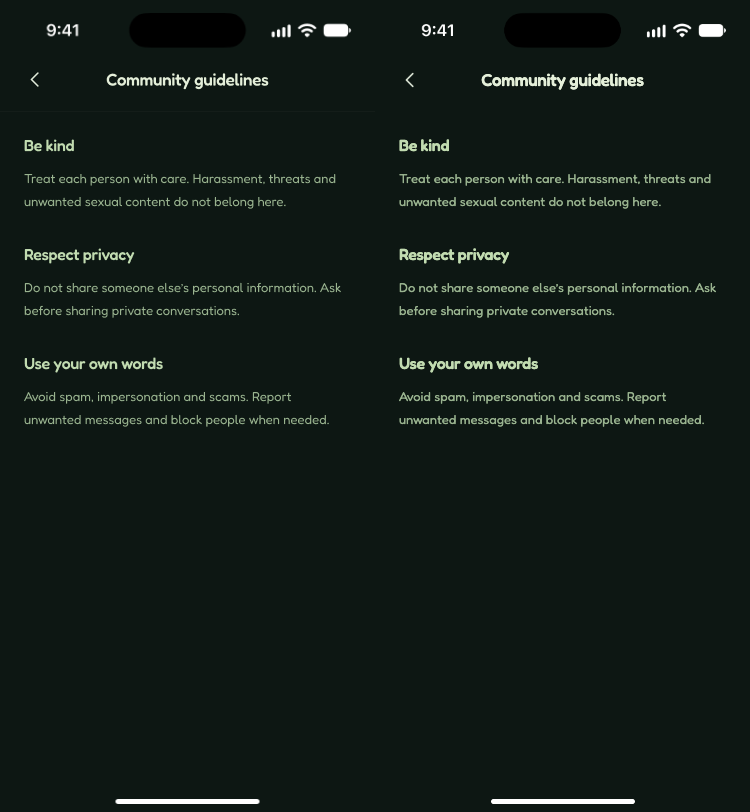 9:41
Community guidelines
Be kind
Treat each person with care. Harassment, threats and
unwanted sexual content do not belong here.
Respect privacy
Do not share someone else's personal information. Ask
before sharing private conversations.
Use your own words
Avoid spam, impersonation and scams. Report
unwanted messages and block people when needed.
9:41
Community guidelines
Be kind
Treat each person with care. Harassment, threats and
unwanted sexual content do not belong here.
Respect privacy
Do not share someone else's personal information. Ask
before sharing private conversations.
Use your own words
Avoid spam, impersonation and scams. Report
unwanted messages and block people when needed.